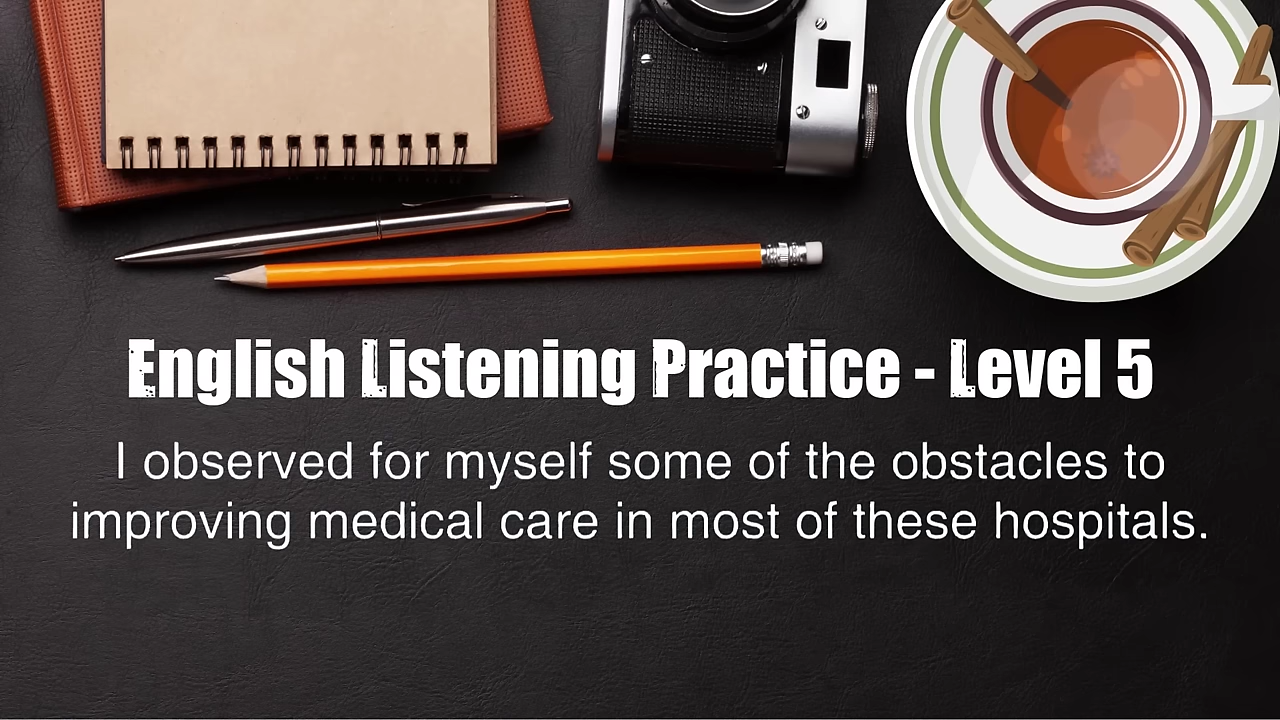 English Listening Practice - Level 5
I observed for myself some of the obstacles to
improving medical care in most of these hospitals.